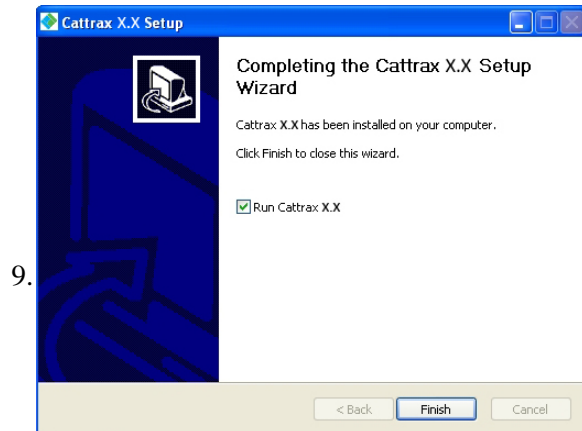 Cattrax X.X Setup
Completing the Cattrax X.X Setup
Wizard
Cattrax X.X has been installed on your computer.
Click Finish to close this wizard.
Run Cattrax X.X
9.
< Back
Finish
Cancel